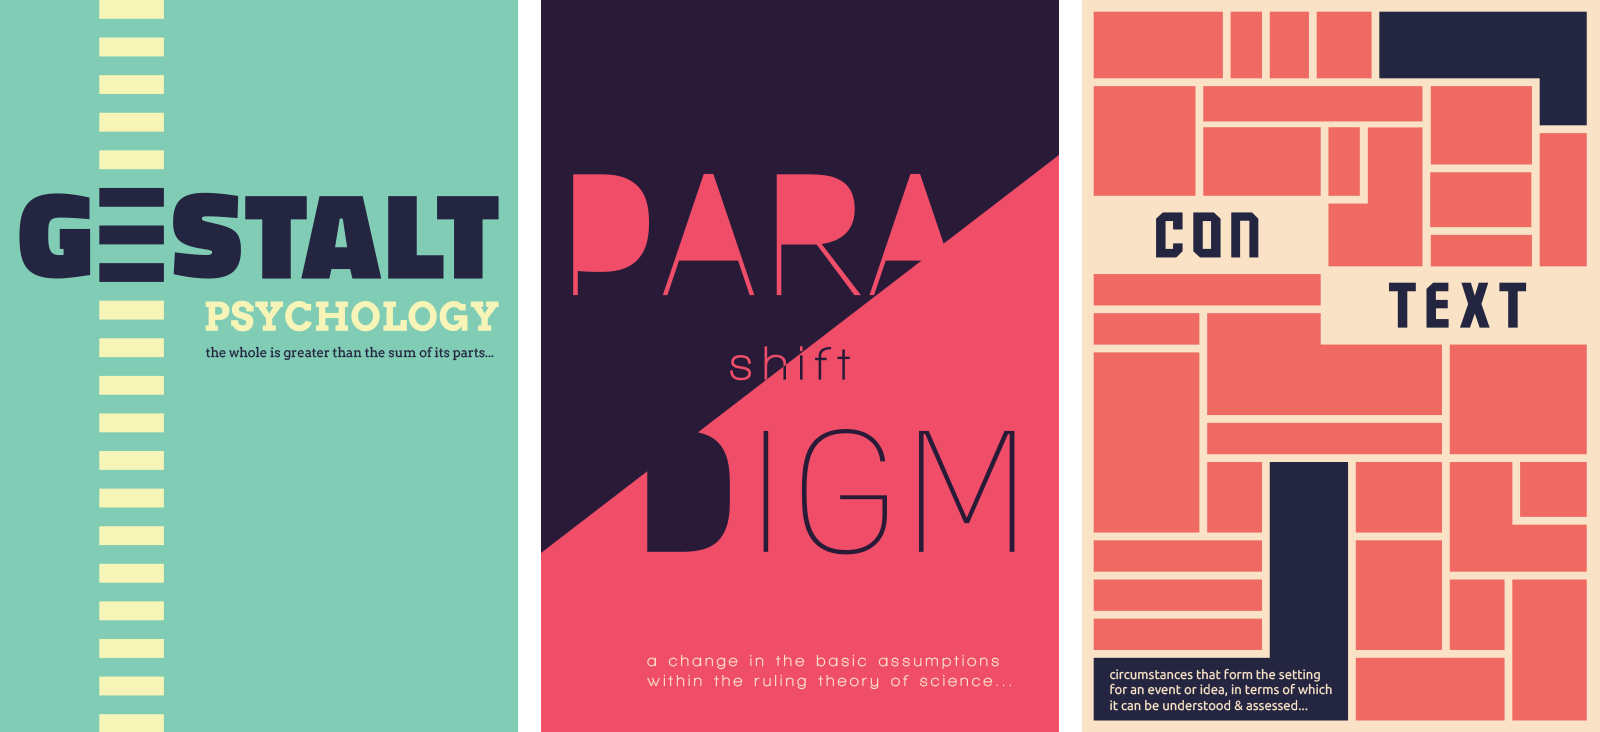 GESTALT
PSYCHOLOGY
the whole is greater than the sum of its parts...
PARA
shift
DIGM
a change in the basic assumptions
within the ruling theory of science...
CON
TEXT
circumstances that form the setting
for an event or idea, in terms of which
it can be understood & assessed...